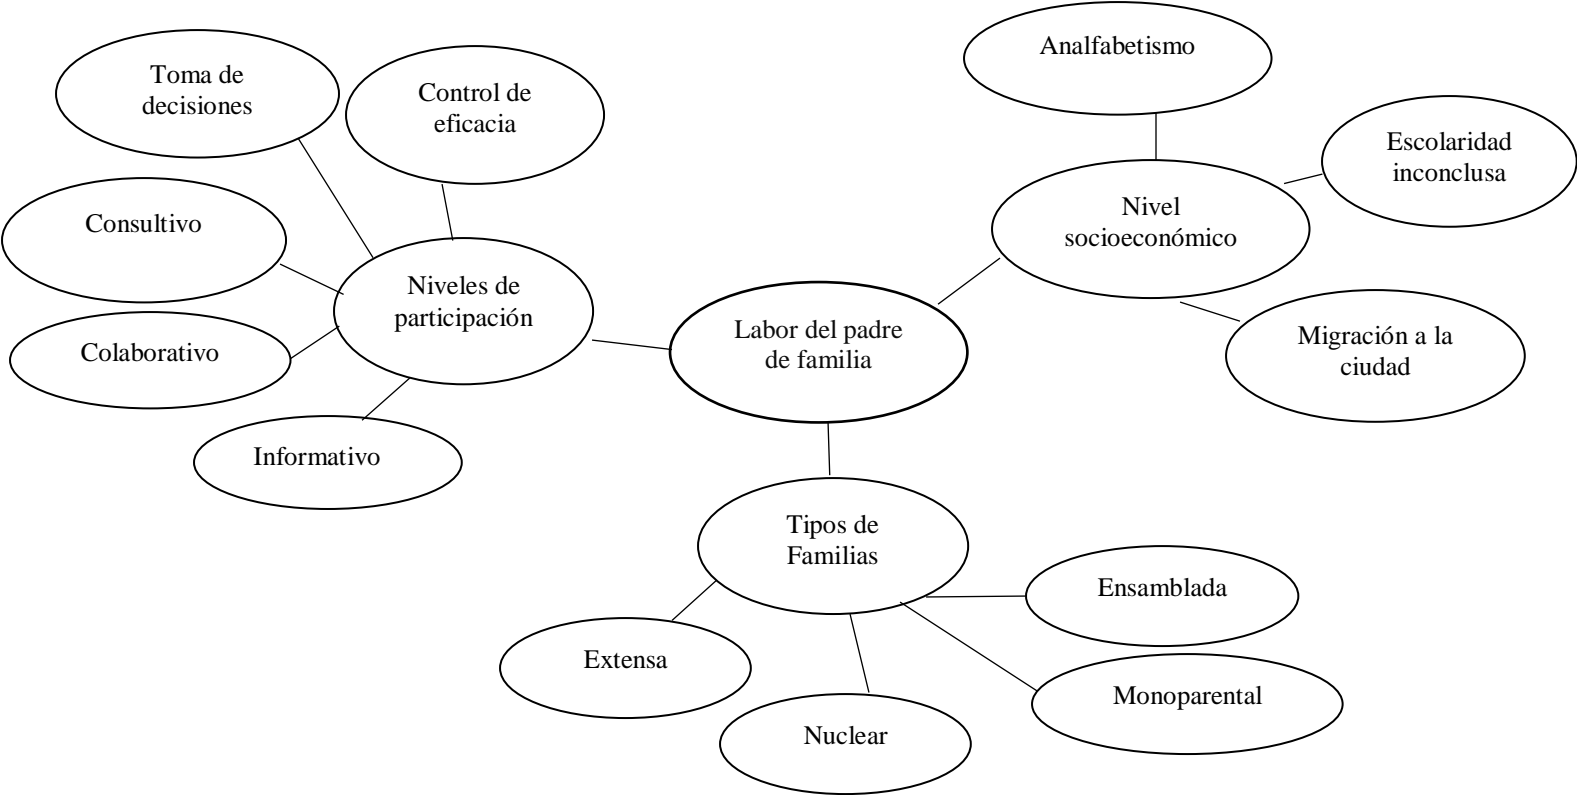 Analfabetismo
Toma de
decisiones
Control de
eficacia
Escolaridad
inconclusa
Nivel
socioeconómico
Consultivo
Niveles de
participación
Labor del padre
de familia
Migración a la
ciudad
Colaborativo
Informativo
Tipos de
Familias
Ensamblada
Extensa
Monoparental
Nuclear